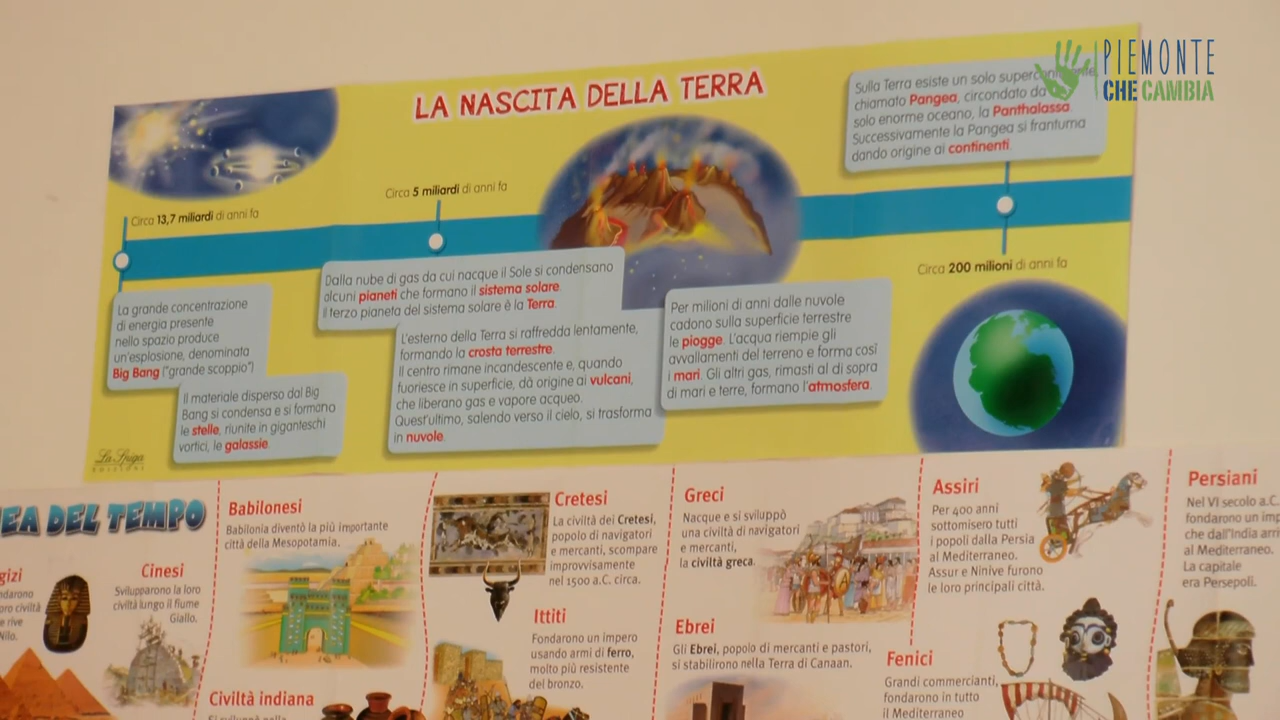 PIEMONTE
CHE CAMBIA
LA NASCITA DELLA TERRA
Circa 13,7 miliardi di anni fa
La grande concentrazione
di energia presente
nello spazio produce
un'esplosione, denominata
Big Bang ("grande scoppio")
Il materiale disperso dal Big
Bang si condensa e si formano
le stelle, riunite in giganteschi
vortici, le galassie.
Circa 5 miliardi di anni fa
Dalla nube di gas da cui nacque il Sole si condensano
alcuni pianeti che formano il sistema solare.
Il terzo pianeta del sistema solare è la Terra.
L'esterno della Terra si raffredda lentamente,
formando la crosta terrestre.
Il centro rimane incandescente e, quando
fuoriesce in superficie, dà origine ai vulcani,
che liberano gas e vapore acqueo.
Quest'ultimo, salendo verso il cielo, si trasforma
in nuvole.
Per milioni di anni dalle nuvole
cadono sulla superficie terrestre
le piogge. L'acqua riempie gli
avvallamenti del terreno e forma così
i mari. Gli altri gas, rimasti al di sopra
di mari e terre, formano l'atmosfera.
Sulla Terra esiste un solo supercontinente,
chiamato Pangea, circondato da
solo enorme oceano, la Panthalassa.
Successivamente la Pangea si frantuma
dando origine ai continenti.
Circa 200 milioni di anni fa
La Spiga
EDIZIONI
EA DEL TEMPO
gizi
ndarono
oro civiltà
e rive
Nilo.
Cinesi
Svilupparono la loro
civiltà lungo il fiume
Giallo.
Babilonesi
Babilonia diventò la più importante
città della Mesopotamia.
Civiltà indiana
Si sviluppò nella
Cretesi
La civiltà dei Cretesi,
popolo di navigatori
e mercanti, scompare
improvvisamente
nel 1500 a.C. circa.
Ittiti
Fondarono un impero
usando armi di ferro,
molto più resistente
del bronzo.
Greci
Nacque e si sviluppò
una civiltà di navigatori
e mercanti,
la civiltà greca.
Ebrei
Gli Ebrei, popolo di mercanti e pastori,
si stabilirono nella Terra di Canaan.
Assiri
Per 400 anni
sottomisero tutti
i popoli dalla Persia
al Mediterraneo.
Assur e Ninive furono
le loro principali città.
Fenici
Grandi commercianti,
fondarono in tutto
il Mediterraneo
Persiani
Nel VI secolo a.C.
fondarono un imp
che dall'India arri
al Mediterraneo.
La capitale
era Persepoli.